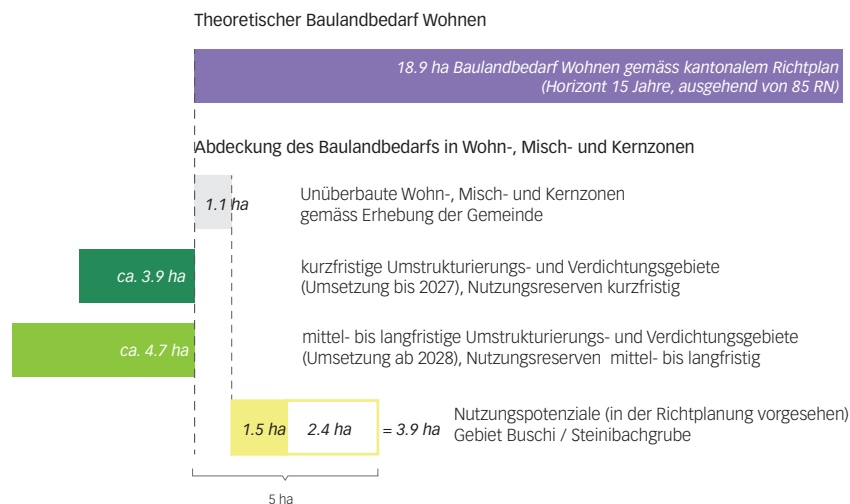 Theoretischer Baulandbedarf Wohnen
18.9 ha Baulandbedarf Wohnen gemäss kantonalem Richtplan
(Horizont 15 Jahre, ausgehend von 85 RN)
Abdeckung des Baulandbedarfs in Wohn-, Misch- und Kernzonen
1.1 ha
Unüberbaute Wohn-, Misch- und Kernzonen
gemäss Erhebung der Gemeinde
ca. 3.9 ha
kurzfristige Umstrukturierungs- und Verdichtungsgebiete
(Umsetzung bis 2027), Nutzungsreserven kurzfristig
ca. 4.7 ha
mittel- bis langfristige Umstrukturierungs- und Verdichtungsgebiete
(Umsetzung ab 2028), Nutzungsreserven mittel- bis langfristig
1.5 ha 2.4 ha = 3.9 ha
Nutzungspotenziale (in der Richtplanung vorgesehen)
Gebiet Buschi / Steinibachgrube
5 ha